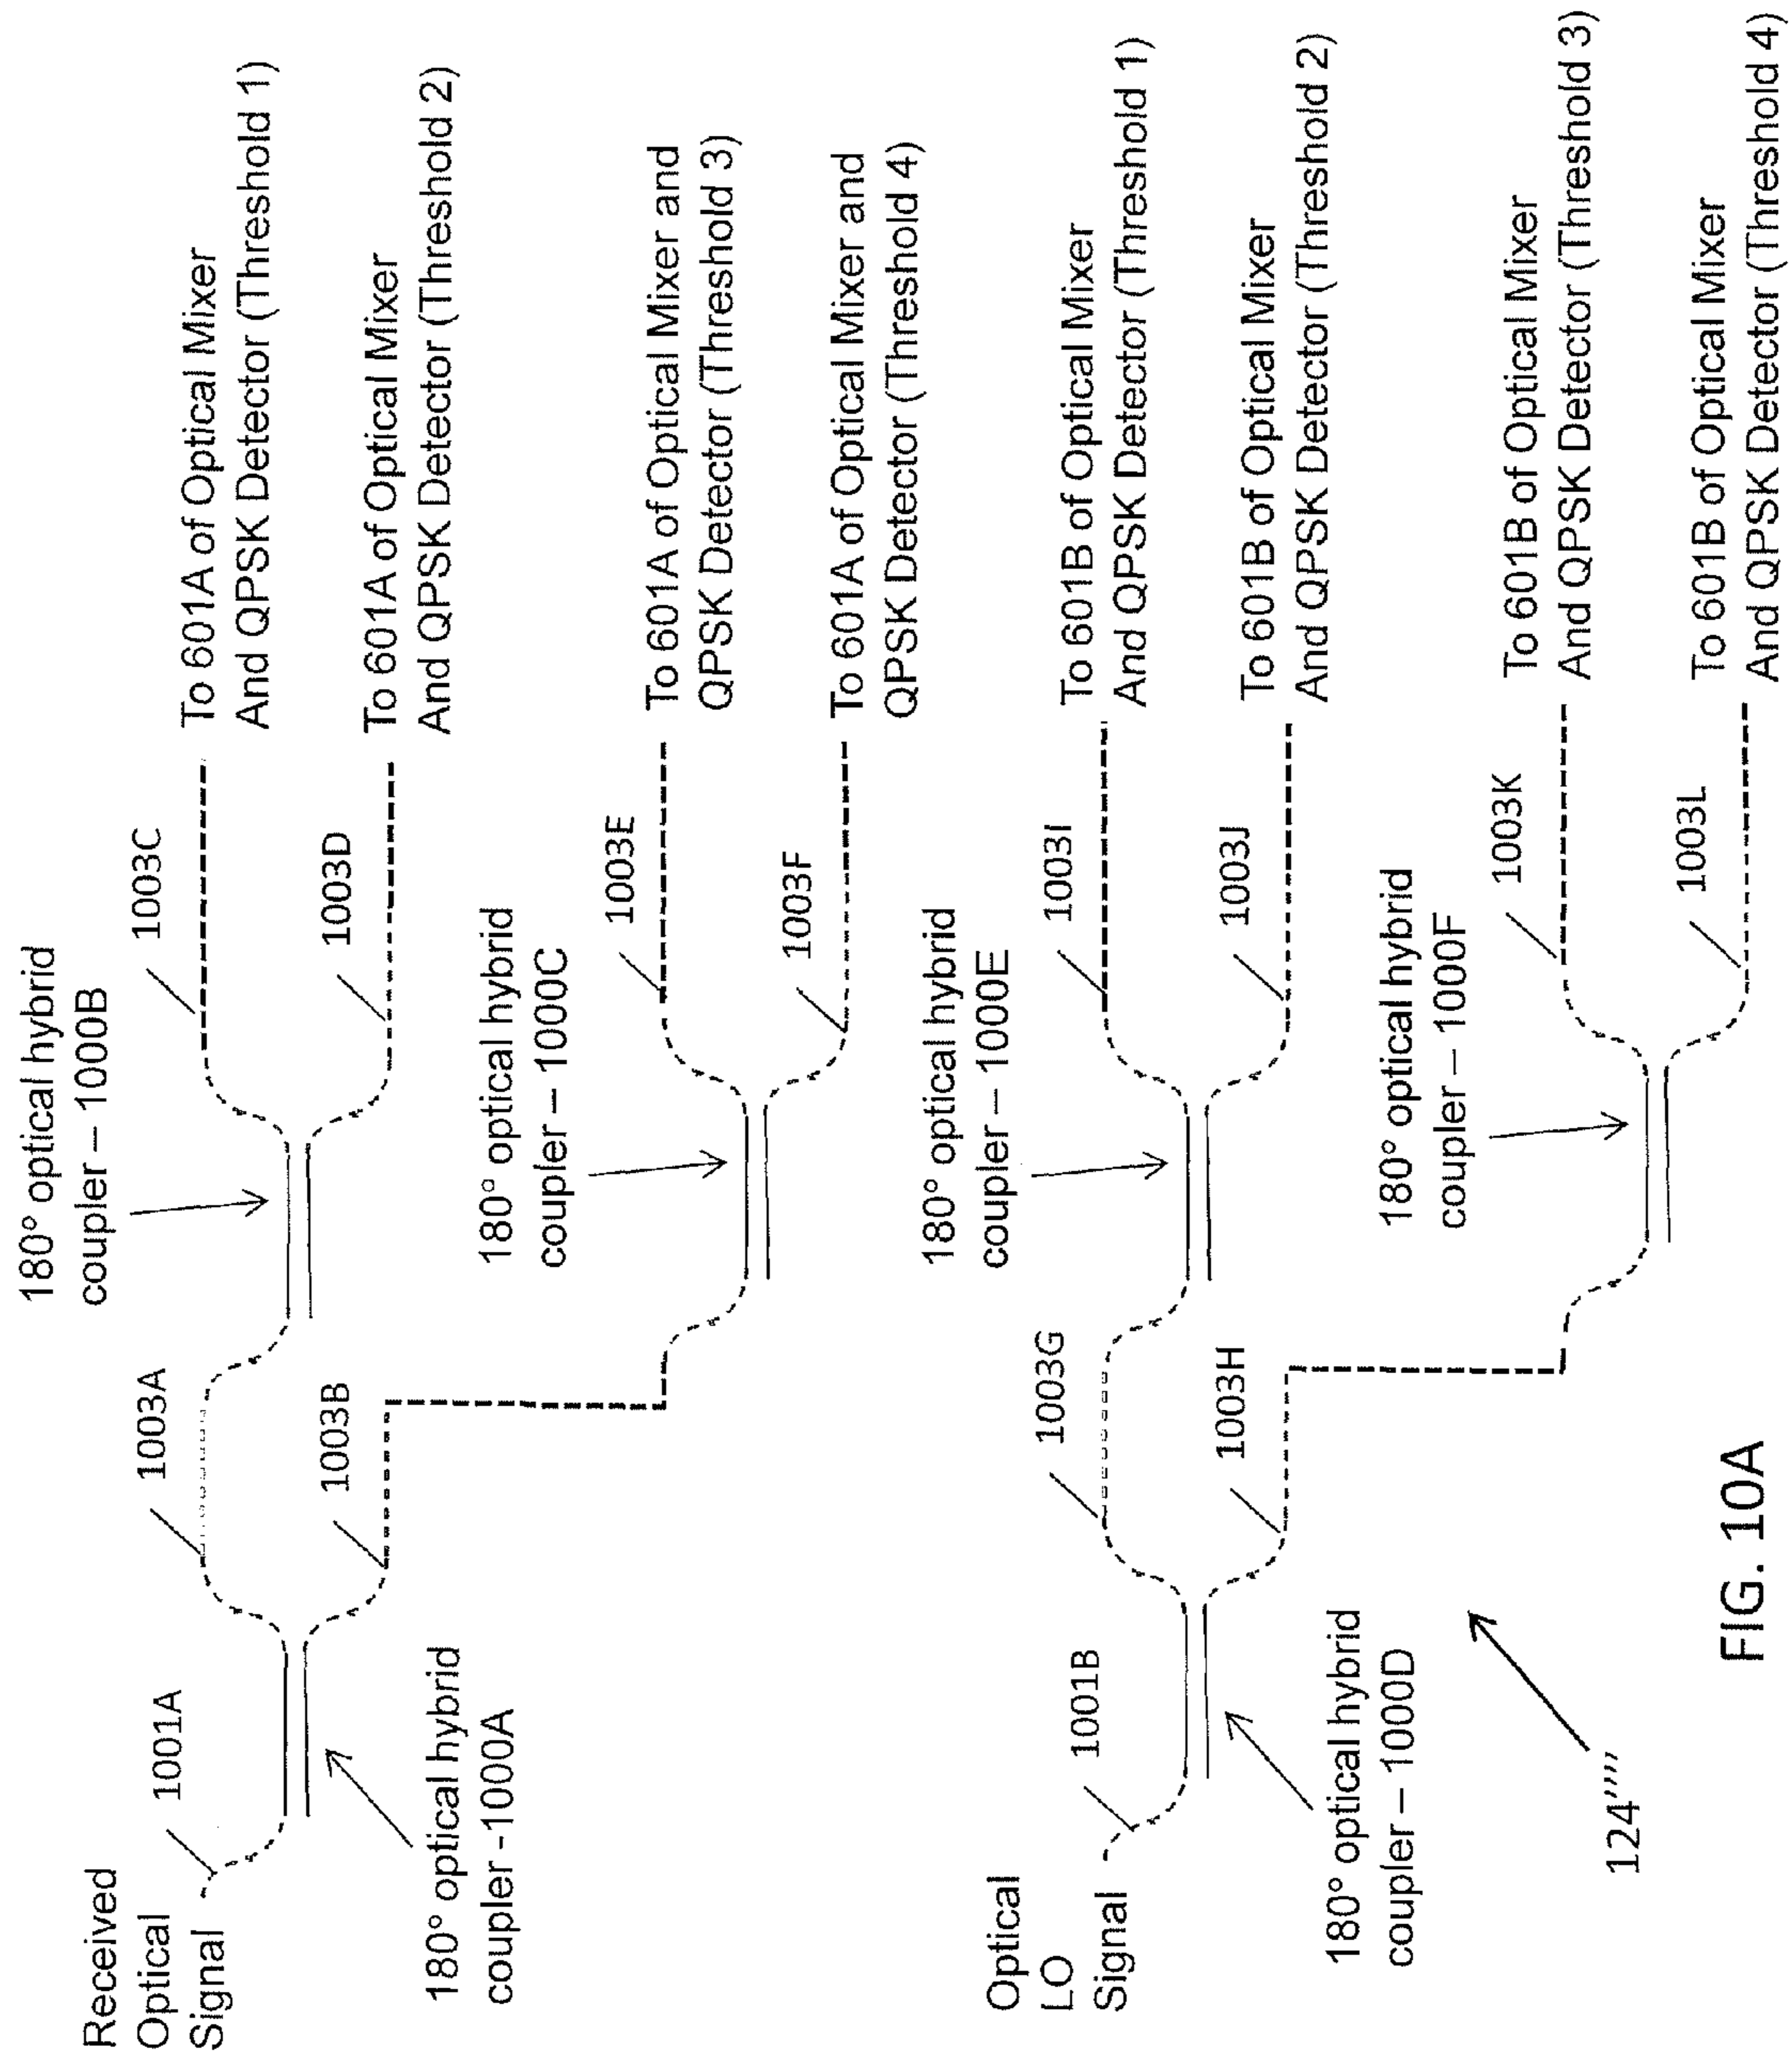 Received
Optical
Signal
1001A
180° optical hybrid
coupler -1000A
1003A
1003B
180° optical hybrid
coupler – 1000B
1003C
1003D
To 601A of Optical Mixer
And QPSK Detector (Threshold 1)
To 601A of Optical Mixer
And QPSK Detector (Threshold 2)
180° optical hybrid
coupler – 1000C
1003E
1003F
To 601A of Optical Mixer and
QPSK Detector (Threshold 3)
To 601A of Optical Mixer and
QPSK Detector (Threshold 4)
Optical
LO
Signal
1001B
180° optical hybrid
coupler – 1000D
1003G
1003H
180° optical hybrid
coupler – 1000E
1003I
1003J
To 601B of Optical Mixer
And QPSK Detector (Threshold 1)
To 601B of Optical Mixer
And QPSK Detector (Threshold 2)
180° optical hybrid
coupler – 1000F
1003K
1003L
To 601B of Optical Mixer
And QPSK Detector (Threshold 3)
To 601B of Optical Mixer
And QPSK Detector (Threshold 4)
124''''
FIG. 10A